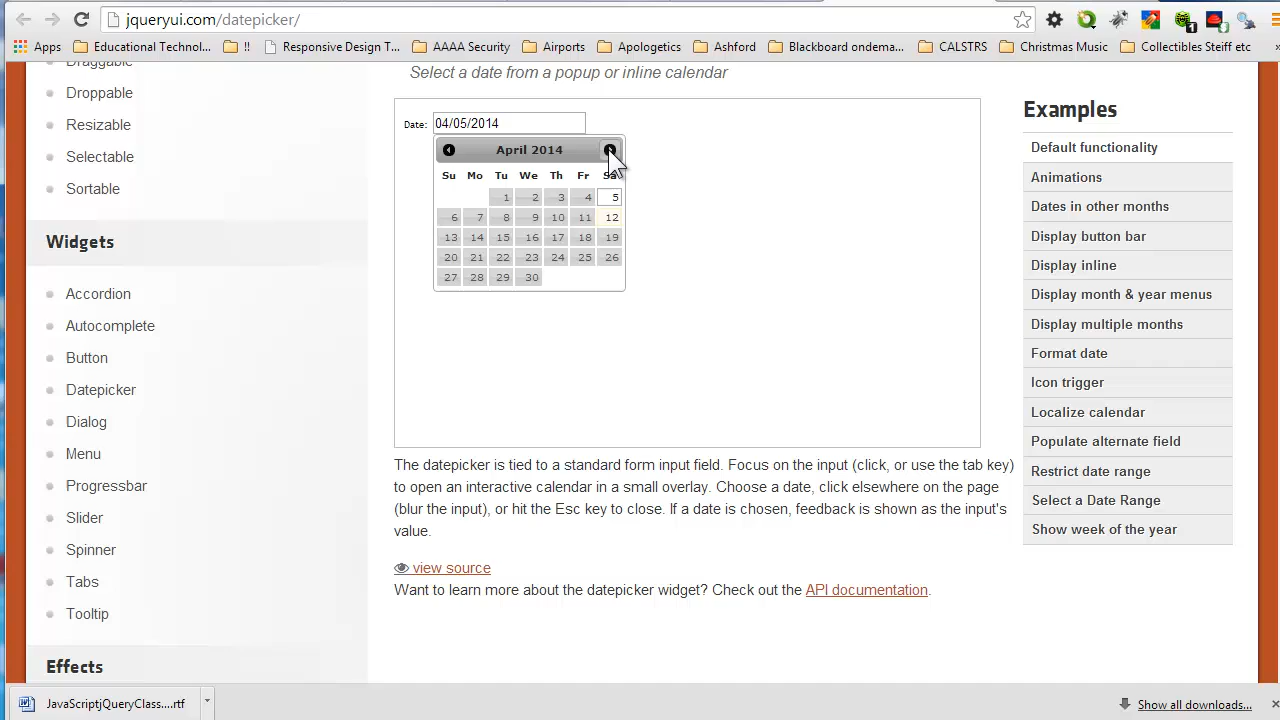 jqueryui.com/datepicker/
Apps Educational Technol... !! Responsive Design T... AAAA Security Airports Apologetics Ashford Blackboard ondem... CALSTRS Christmas Music Collectibles Steiff etc »
Draggable
Droppable
Resizable
Selectable
Sortable
Widgets
Accordion
Autocomplete
Button
Datepicker
Dialog
Menu
Progressbar
Slider
Spinner
Tabs
Tooltip
Effects
Select a date from a popup or inline calendar
Date: 04/05/2014
April 2014
Su Mo Tu We Th Fr Sa
1 2 3 4 5
6 7 8 9 10 11 12
13 14 15 16 17 18 19
20 21 22 23 24 25 26
27 28 29 30
The datepicker is tied to a standard form input field. Focus on the input (click, or use the tab key)
to open an interactive calendar in a small overlay. Choose a date, click elsewhere on the page
(blur the input), or hit the Esc key to close. If a date is chosen, feedback is shown as the input's
value.
view source
Want to learn more about the datepicker widget? Check out the API documentation.
Examples
Default functionality
Animations
Dates in other months
Display button bar
Display inline
Display month & year menus
Display multiple months
Format date
Icon trigger
Localize calendar
Populate alternate field
Restrict date range
Select a Date Range
Show week of the year
JavaScriptjQueryClass....rtf
Show all downloads...